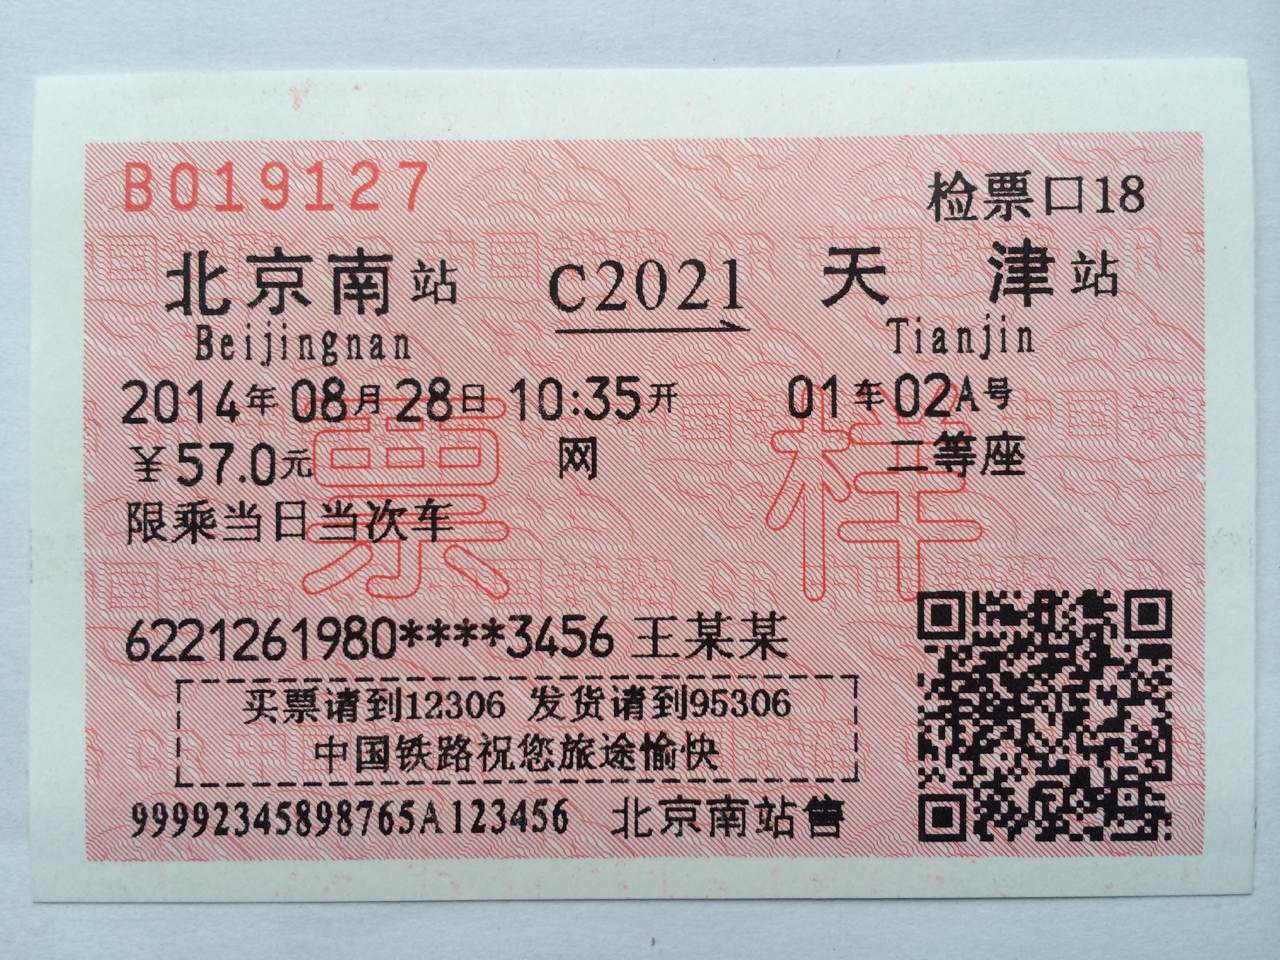 B019127
检票口18
北京南站 C2021 天津站
Beijingnan Tianjin
2014年08月28日10:35开 01车02A号
¥57.0元 网 二等座
限乘当日当次车
票样
6221261980****3456王某某
买票请到12306 发货请到95306
中国铁路祝您旅途愉快
99992345898765A123456 北京南站售